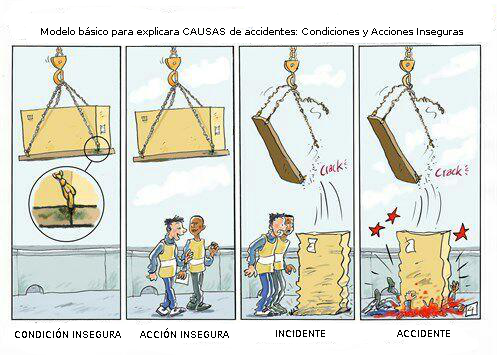 Modelo básico para explicara CAUSAS de accidentes: Condiciones y Acciones Inseguras
Crack
Crack
CONDICIÓN INSEGURA
ACCIÓN INSEGURA
INCIDENTE
ACCIDENTE